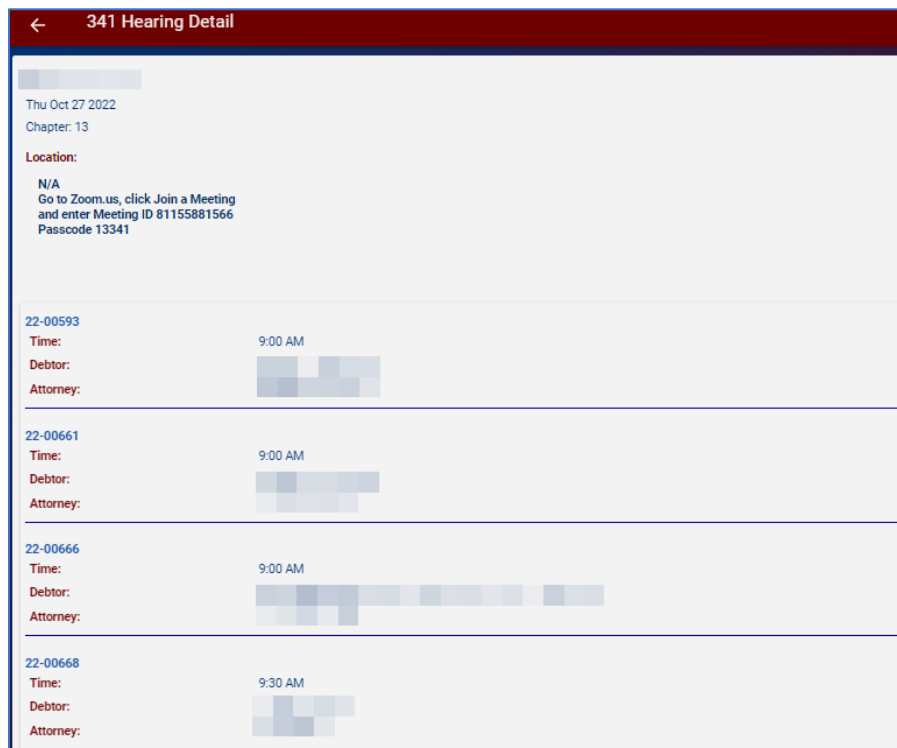 341 Hearing Detail
Thu Oct 27 2022
Chapter: 13
Location:
N/A
Go to Zoom.us, click Join a Meeting
and enter Meeting ID 81155881566
Passcode 13341
22-00593
Time: 9:00 AM
Debtor:
Attorney:
22-00661
Time: 9:00 AM
Debtor:
Attorney:
22-00666
Time: 9:00 AM
Debtor:
Attorney:
22-00668
Time: 9:30 AM
Debtor:
Attorney: